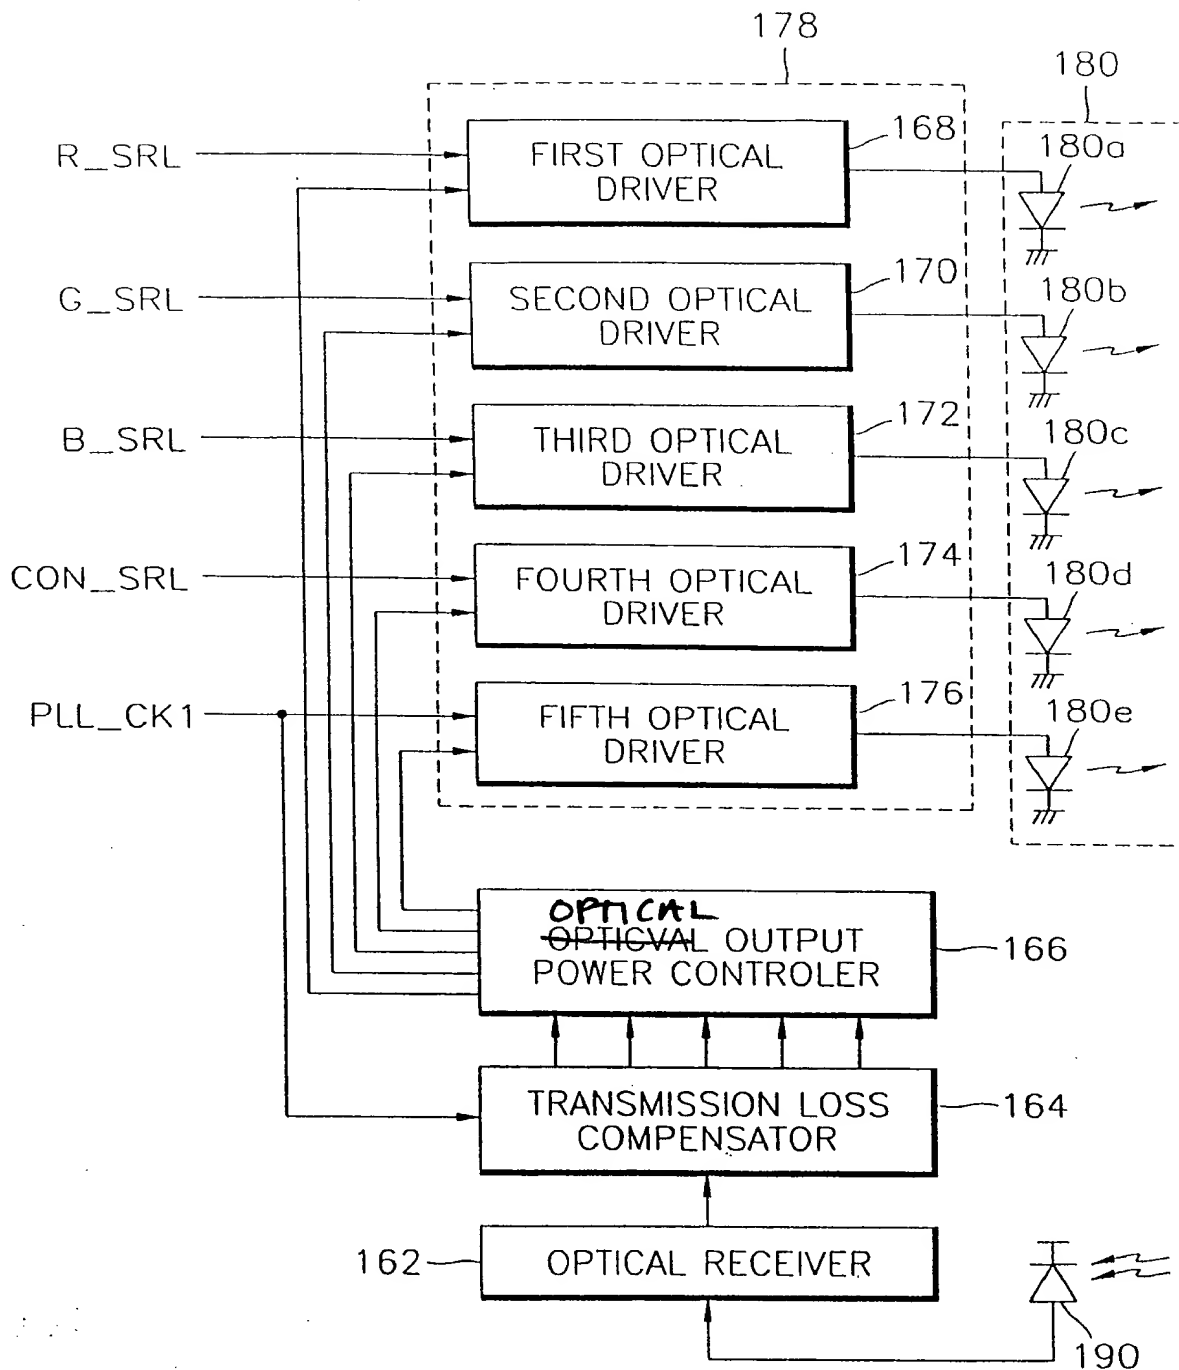 178
180
R_SRL
FIRST OPTICAL
DRIVER
168
180a
G_SRL
SECOND OPTICAL
DRIVER
170
180b
B_SRL
THIRD OPTICAL
DRIVER
172
180c
CON_SRL
FOURTH OPTICAL
DRIVER
174
180d
PLL_CK1
FIFTH OPTICAL
DRIVER
176
180e
OPTICAL
OPTICVAL OUTPUT
POWER CONTROLER
166
TRANSMISSION LOSS
COMPENSATOR
164
162
OPTICAL RECEIVER
190